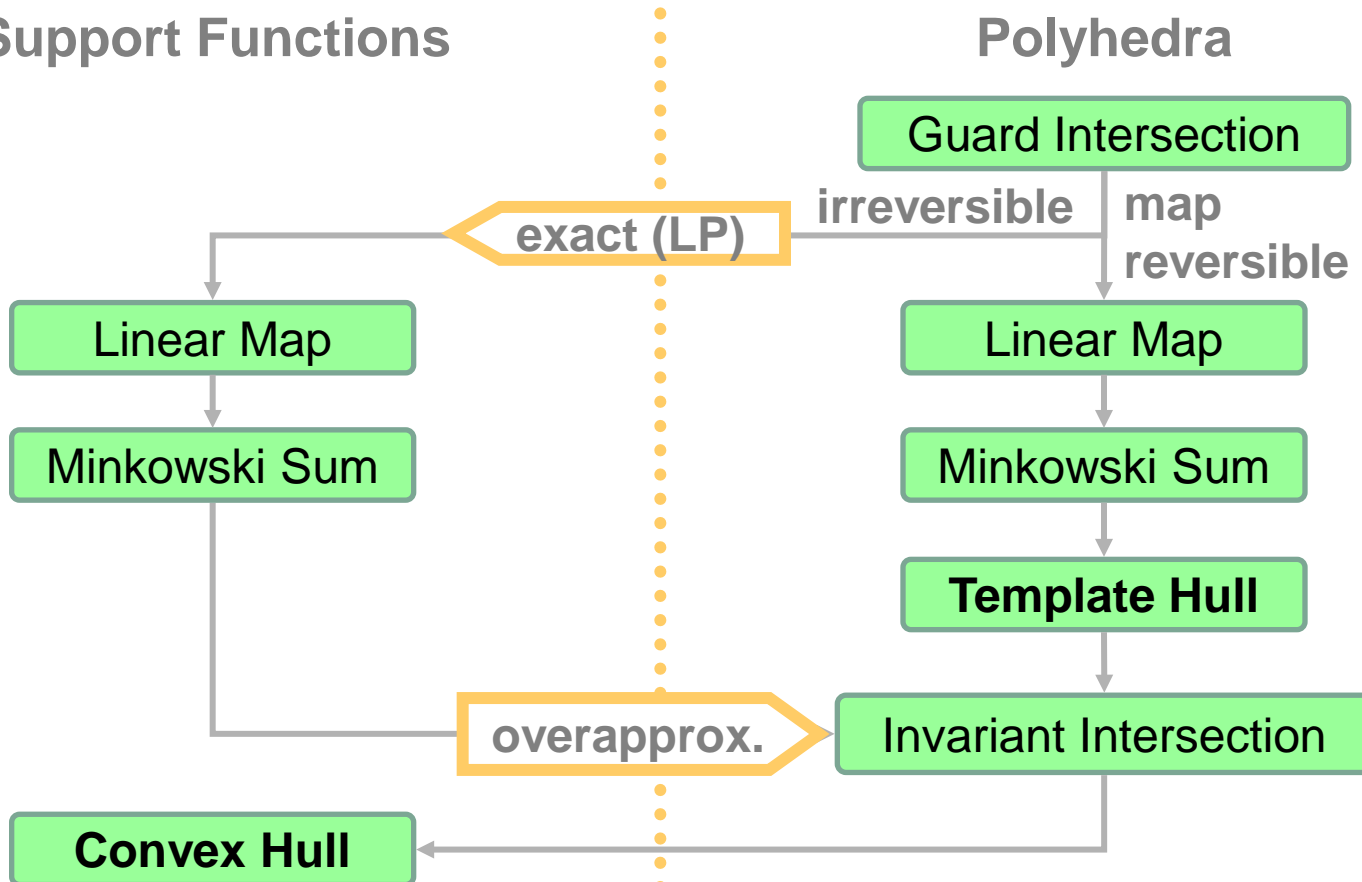 Support Functions
Polyhedra
Guard Intersection
irreversible
map
reversible
exact (LP)
Linear Map
Linear Map
Minkowski Sum
Minkowski Sum
Template Hull
overapprox.
Invariant Intersection
Convex Hull